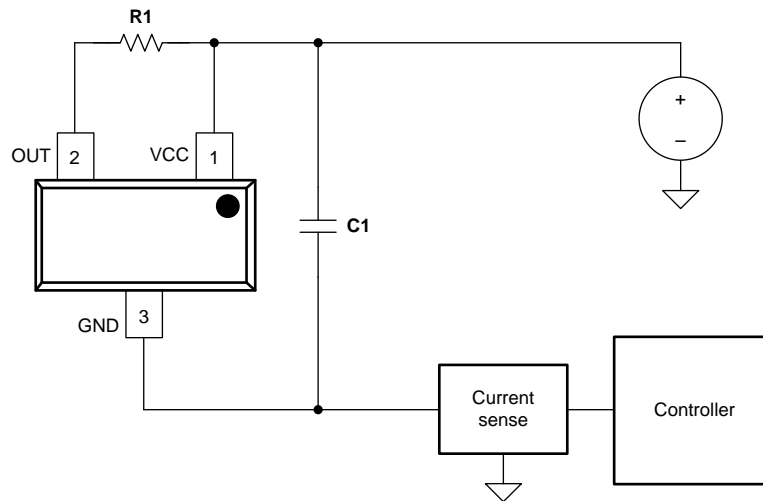 R1
+
−
OUT
2
VCC
1
C1
GND
3
Current
sense
Controller